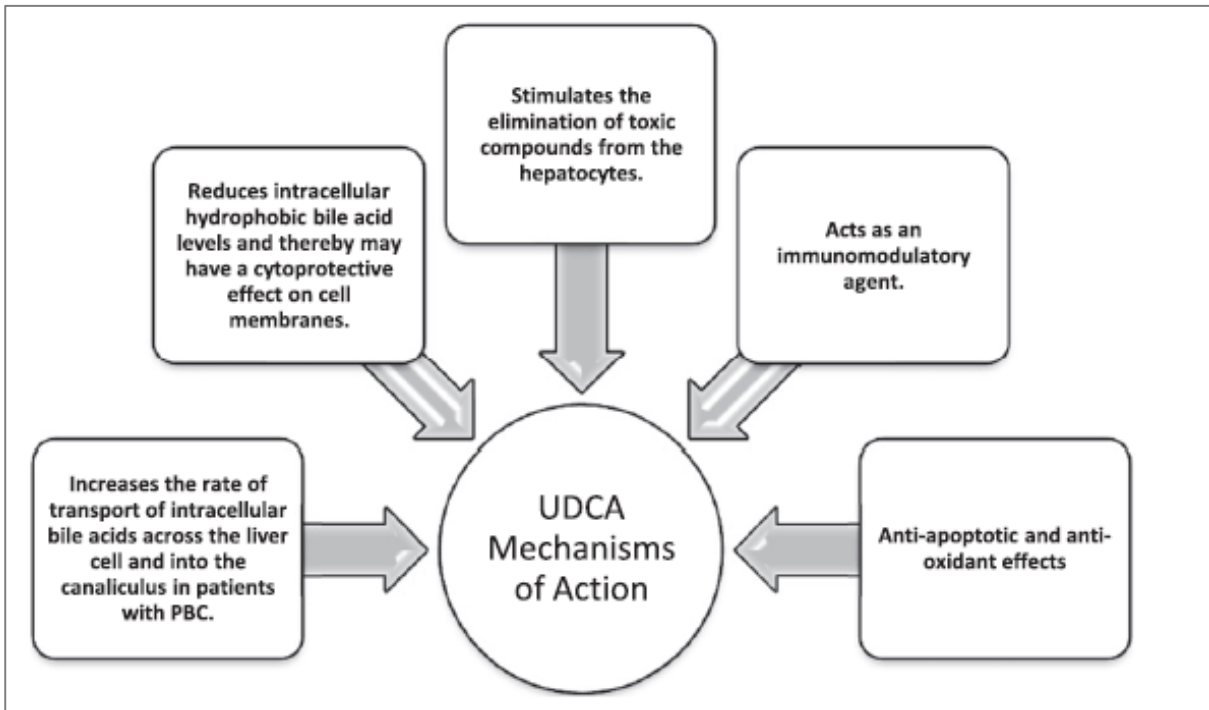 Stimulates the
elimination of toxic
compounds from the
hepatocytes.
Reduces intracellular
hydrophobic bile acid
levels and thereby may
have a cytoprotective
effect on cell
membranes.
Acts as an
immunomodulatory
agent.
Increases the rate of
transport of intracellular
bile acids across the liver
cell and into the
canaliculus in patients
with PBC.
UDCA
Mechanisms
of Action
Anti-apoptotic and anti-
oxidant effects